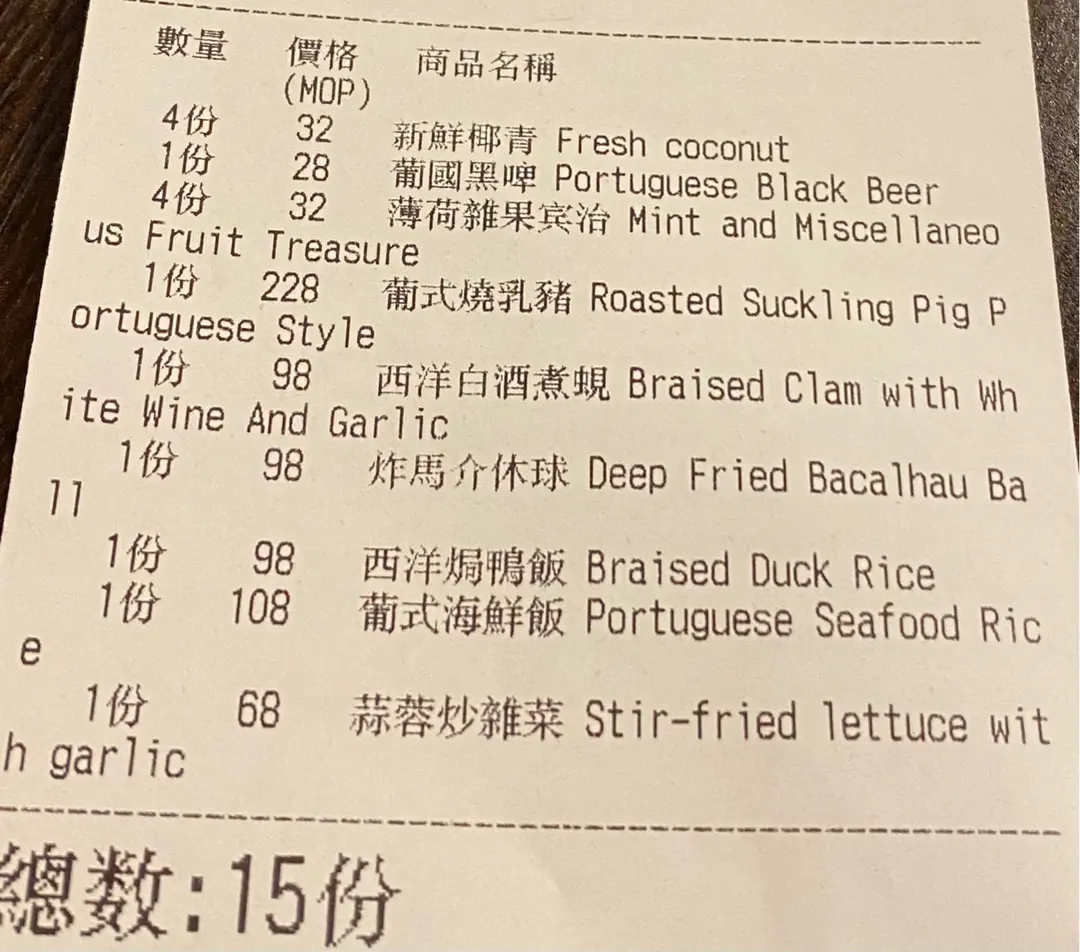 數量 價格 商品名稱
(MOP)
4份 32 新鮮椰青 Fresh coconut
1份 28 葡國黑啤 Portuguese Black Beer
4份 32 薄荷雜果宾治 Mint and Miscellaneo
us Fruit Treasure
1份 228 葡式燒乳豬 Roasted Suckling Pig P
ortuguese Style
1份 98 西洋白酒煮蜆 Braised Clam with Wh
ite Wine And Garlic
1份 98 炸馬介休球 Deep Fried Bacalhau Ba
ll
1份 98 西洋焗鴨飯 Braised Duck Rice
1份 108 葡式海鮮飯 Portuguese Seafood Ric
e
1份 68 蒜蓉炒雜菜 Stir-fried lettuce wit
h garlic
總数:15份